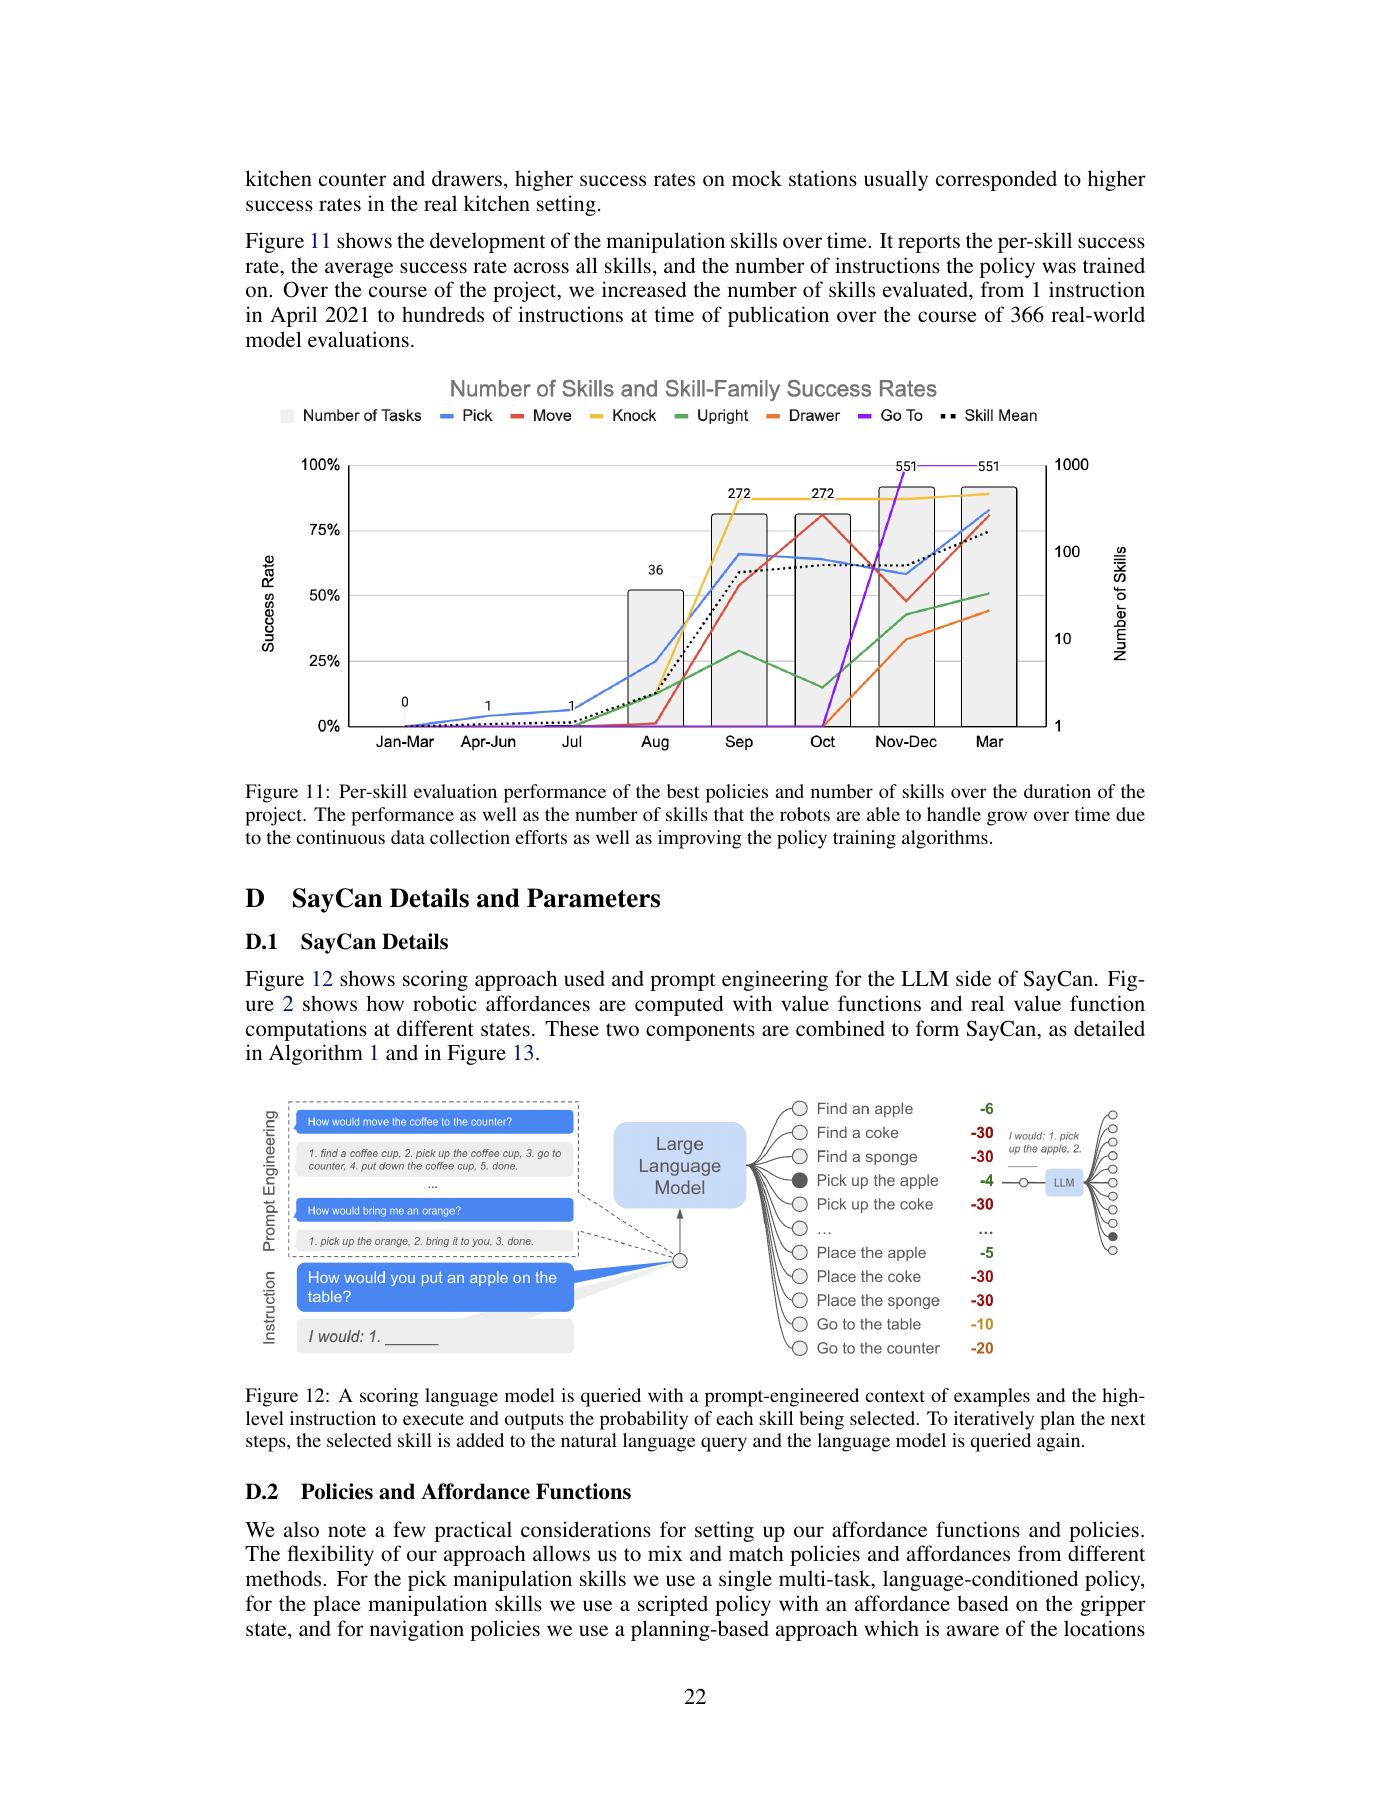 kitchen counter and drawers, higher success rates on mock stations usually corresponded to higher
success rates in the real kitchen setting.
Figure 11 shows the development of the manipulation skills over time. It reports the per-skill success
rate, the average success rate across all skills, and the number of instructions the policy was trained
on. Over the course of the project, we increased the number of skills evaluated, from 1 instruction
in April 2021 to hundreds of instructions at time of publication over the course of 366 real-world
model evaluations.
Number of Skills and Skill-Family Success Rates
Number of Tasks Pick Move Knock Upright Drawer Go To Skill Mean
100%
75%
50%
25%
0%
Success Rate
0
1
1
36
272
272
551
551
1000
100
10
1
Number of Skills
Jan-Mar Apr-Jun Jul Aug Sep Oct Nov-Dec Mar
Figure 11: Per-skill evaluation performance of the best policies and number of skills over the duration of the
project. The performance as well as the number of skills that the robots are able to handle grow over time due
to the continuous data collection efforts as well as improving the policy training algorithms.
D SayCan Details and Parameters
D.1 SayCan Details
Figure 12 shows scoring approach used and prompt engineering for the LLM side of SayCan. Fig-
ure 2 shows how robotic affordances are computed with value functions and real value function
computations at different states. These two components are combined to form SayCan, as detailed
in Algorithm 1 and in Figure 13.
Prompt Engineering
How would move the coffee to the counter?
1. find a coffee cup, 2. pick up the coffee cup, 3. go to
counter, 4. put down the coffee cup, 5. done.
...
How would bring me an orange?
1. pick up the orange, 2. bring it to you, 3. done.
Instruction
How would you put an apple on the
table?
I would: 1. ______
Large
Language
Model
Find an apple -6
Find a coke -30
Find a sponge -30
Pick up the apple -4
Pick up the coke -30
... ...
Place the apple -5
Place the coke -30
Place the sponge -30
Go to the table -10
Go to the counter -20
I would: 1. pick
up the apple, 2.
____
LLM
Figure 12: A scoring language model is queried with a prompt-engineered context of examples and the high-
level instruction to execute and outputs the probability of each skill being selected. To iteratively plan the next
steps, the selected skill is added to the natural language query and the language model is queried again.
D.2 Policies and Affordance Functions
We also note a few practical considerations for setting up our affordance functions and policies.
The flexibility of our approach allows us to mix and match policies and affordances from different
methods. For the pick manipulation skills we use a single multi-task, language-conditioned policy,
for the place manipulation skills we use a scripted policy with an affordance based on the gripper
state, and for navigation policies we use a planning-based approach which is aware of the locations
22